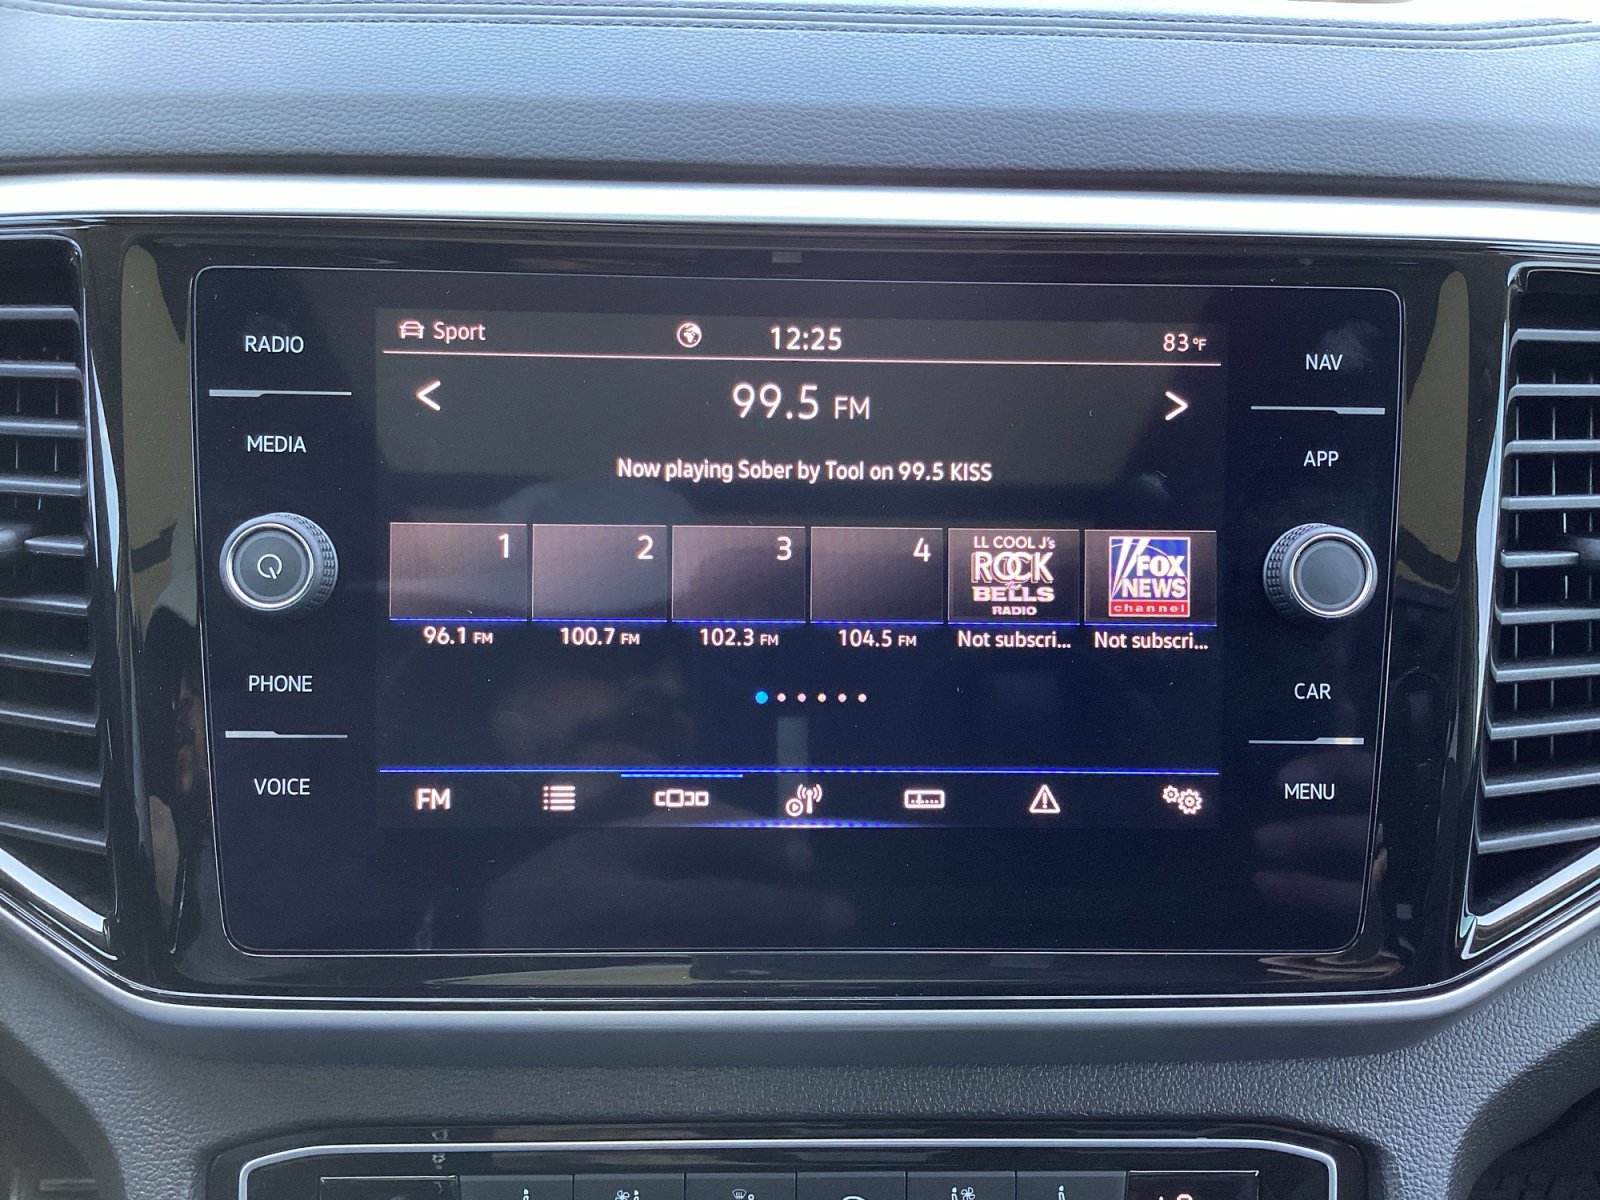 RADIO
MEDIA
PHONE
VOICE
Sport
12:25
83°F
<
99.5 FM
>
Now playing Sober by Tool on 99.5 KISS
1
2
3
4
LL COOL J's
ROCK
the
BELLS
RADIO
FOX
NEWS
channel
96.1 FM
100.7 FM
102.3 FM
104.5 FM
Not subscri...
Not subscri...
FM
NAV
APP
CAR
MENU